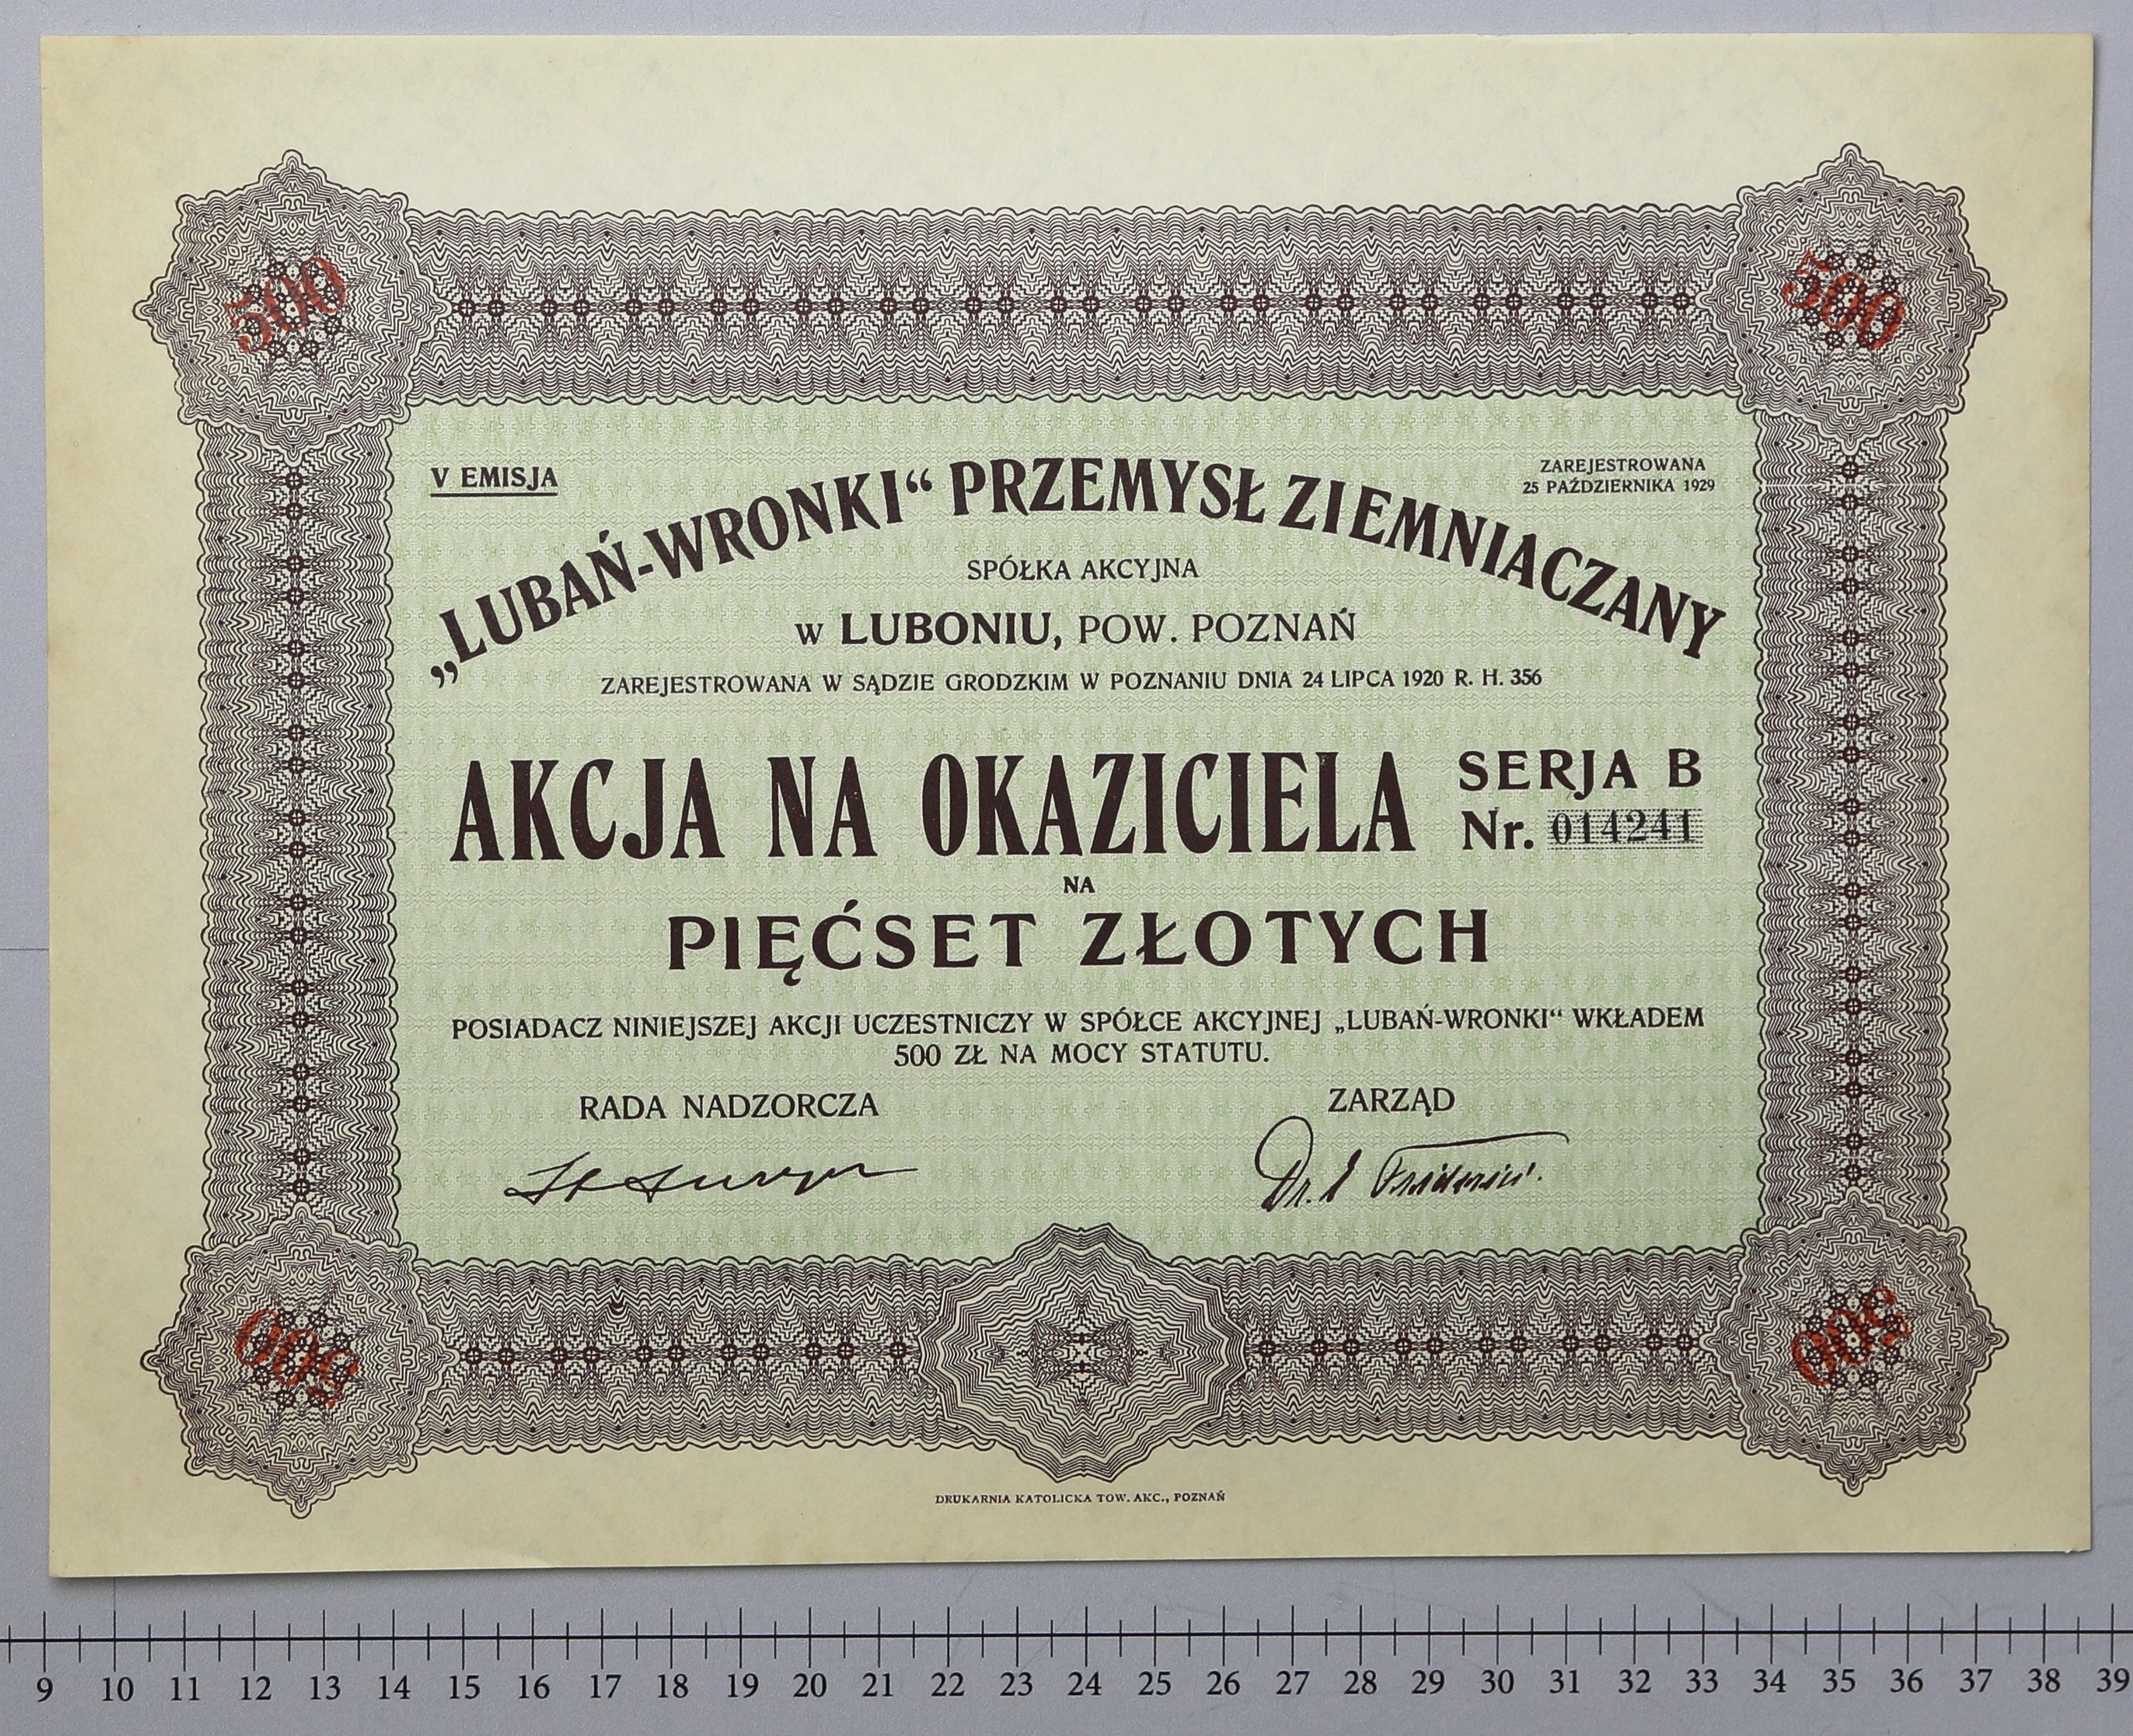 500
500
V EMISJA
ZAREJESTROWANA
25 PAŹDZIERNIKA 1929
„LUBAŃ-WRONKI“ PRZEMYSŁ ZIEMNIACZANY
SPÓŁKA AKCYJNA
W LUBONIU, POW. POZNAŃ
ZAREJESTROWANA W SĄDZIE GRODZKIM W POZNANIU DNIA 24 LIPCA 1920 R. H. 356
AKCJA NA OKAZICIELA
SERJA B
Nr. 014241
NA
PIĘĆSET ZŁOTYCH
POSIADACZ NINIEJSZEJ AKCJI UCZESTNICZY W SPÓŁCE AKCYJNEJ „LUBAŃ-WRONKI“ WKŁADEM
500 ZŁ NA MOCY STATUTU.
RADA NADZORCZA
ZARZĄD
Dr.
500
500
DRUKARNIA KATOLICKA TOW. AKC., POZNAŃ
9 10 11 12 13 14 15 16 17 18 19 20 21 22 23 24 25 26 27 28 29 30 31 32 33 34 35 36 37 38 39